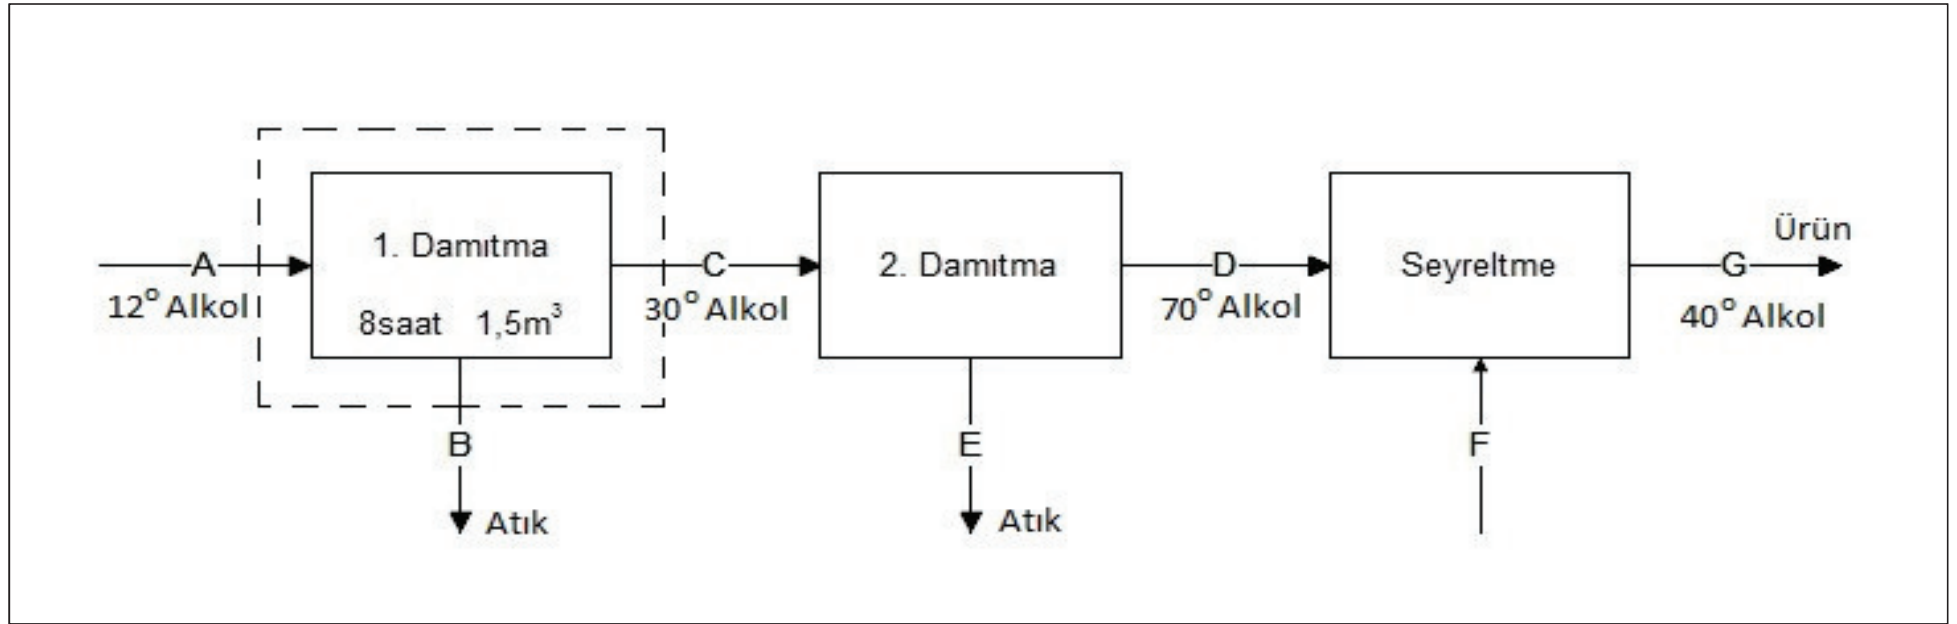 1. Damıtma
8saat 1,5m³
A
12° Alkol
B
Atık
C
30° Alkol
2. Damıtma
E
Atık
D
70° Alkol
Seyreltme
F
G
Ürün
40° Alkol